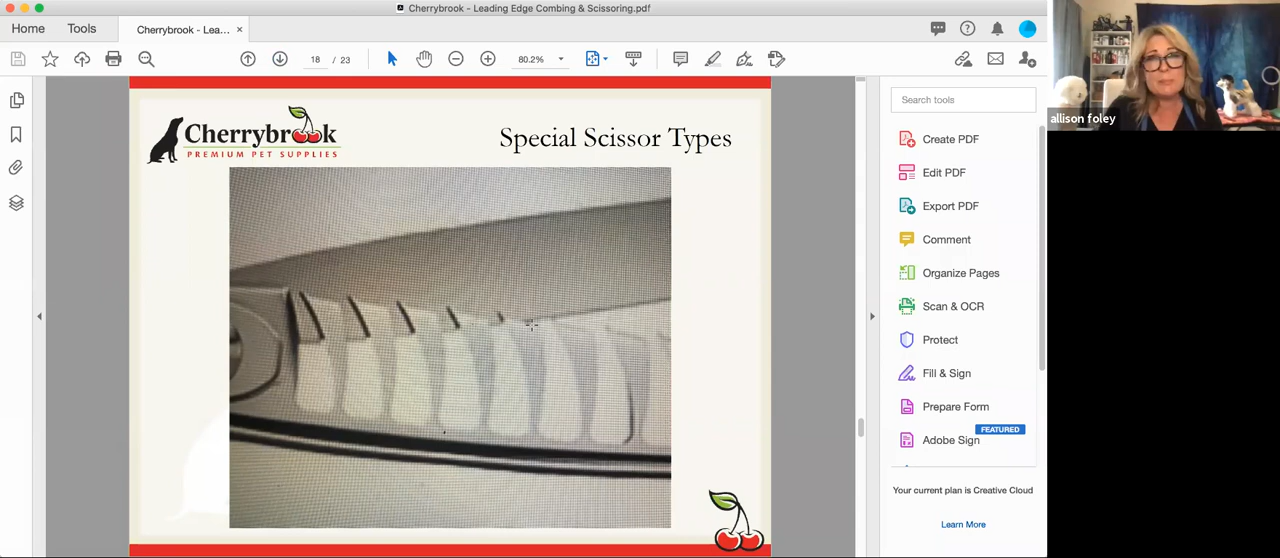 Cherrybrook - Leading Edge Combing & Scissoring.pdf
Home
Tools
Cherrybrook - Lea...
18 / 23
80.2%
Cherrybrook
PREMIUM PET SUPPLIES
Special Scissor Types
Search tools
Create PDF
Edit PDF
Export PDF
Comment
Organize Pages
Scan & OCR
Protect
Fill & Sign
Prepare Form
FEATURED
Adobe Sign
Your current plan is Creative Cloud
Learn More
allison foley